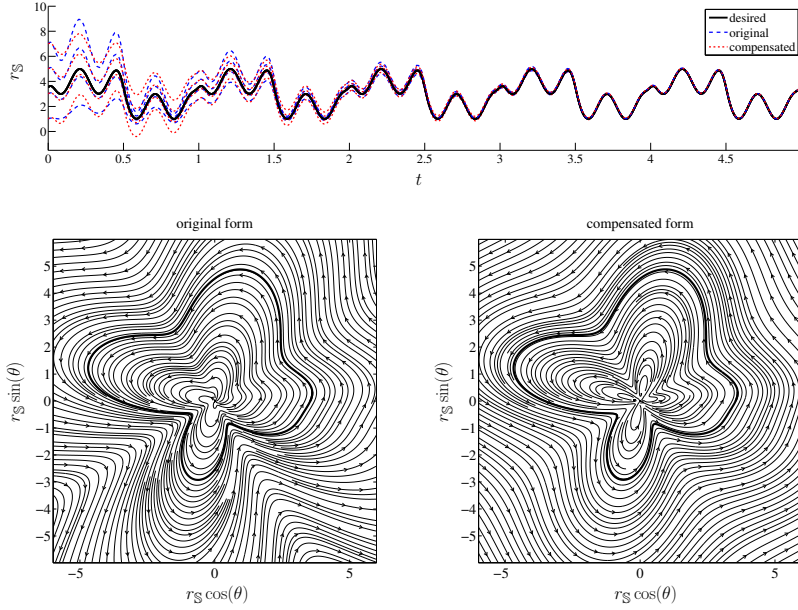 10
8
6
4
2
0
r𝕊
desired
original
compensated
0 0.5 1 1.5 2 2.5 3 3.5 4 4.5
t
original form
5
4
3
2
1
0
−1
−2
−3
−4
−5
r𝕊 sin(θ)
−5 0 5
r𝕊 cos(θ)
compensated form
5
4
3
2
1
0
−1
−2
−3
−4
−5
r𝕊 sin(θ)
−5 0 5
r𝕊 cos(θ)